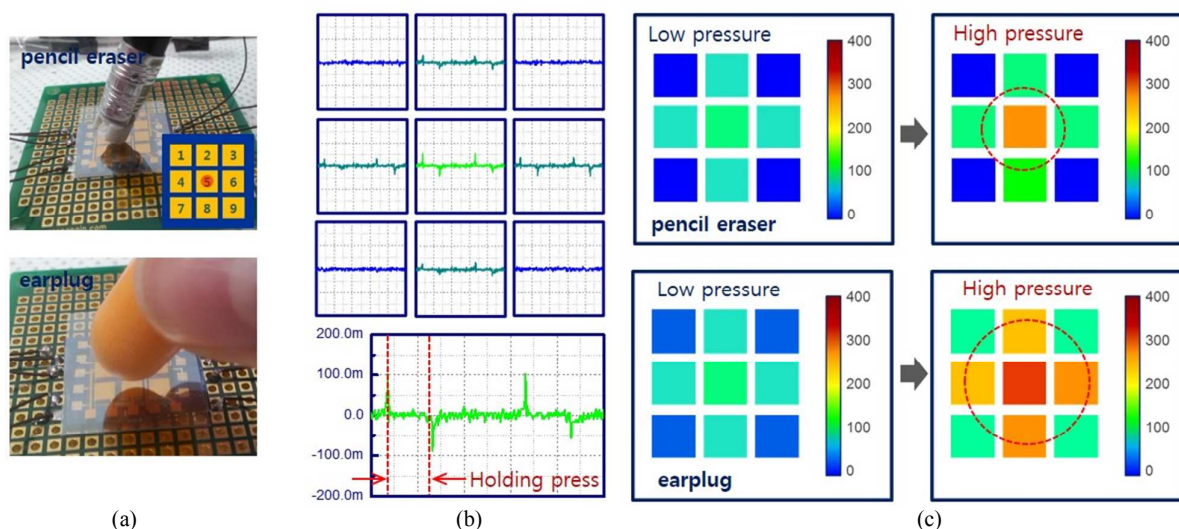 pencil eraser
1 2 3
4 5 6
7 8 9
earplug
(a)
200.0m
100.0m
0.0
-100.0m
-200.0m
Holding press
(b)
Low pressure
400
300
200
100
0
pencil eraser
High pressure
400
300
200
100
0
Low pressure
400
300
200
100
0
earplug
High pressure
400
300
200
100
0
(c)